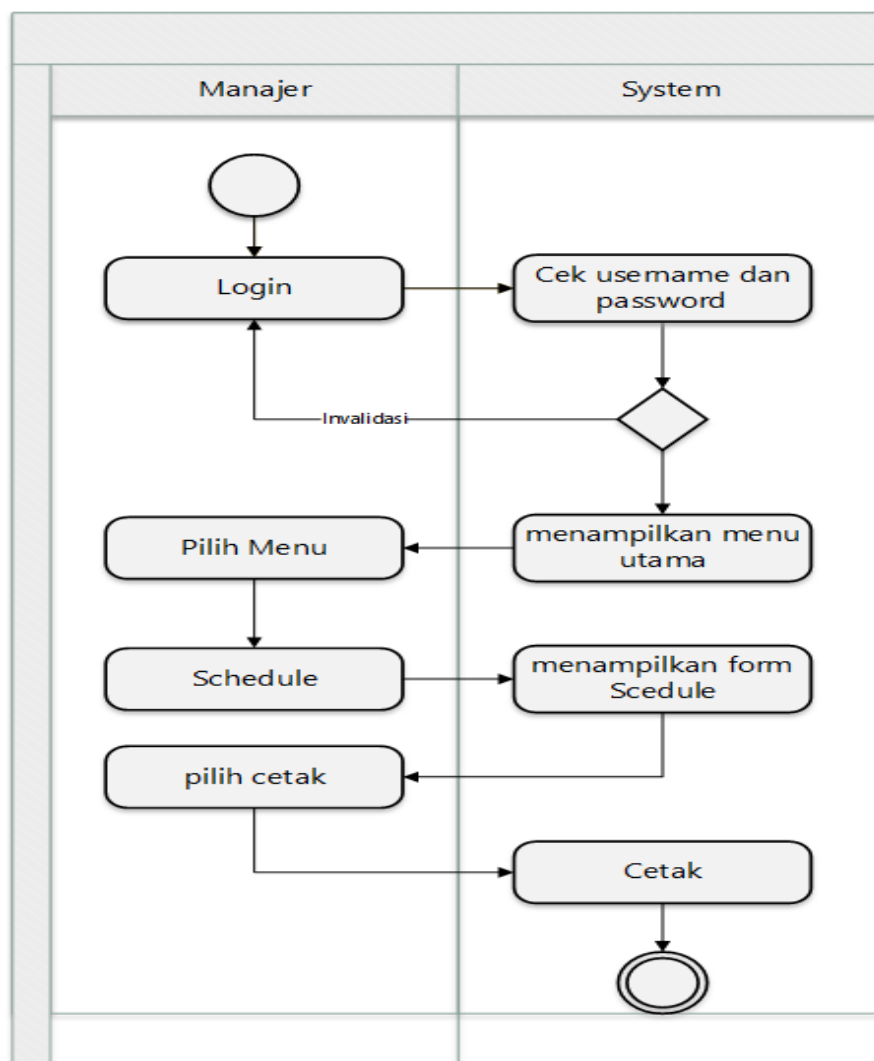 Manajer
System
Login
Cek username dan
password
Invalidasi
menampilkan menu
utama
Pilih Menu
Schedule
menampilkan form
Scedule
pilih cetak
Cetak